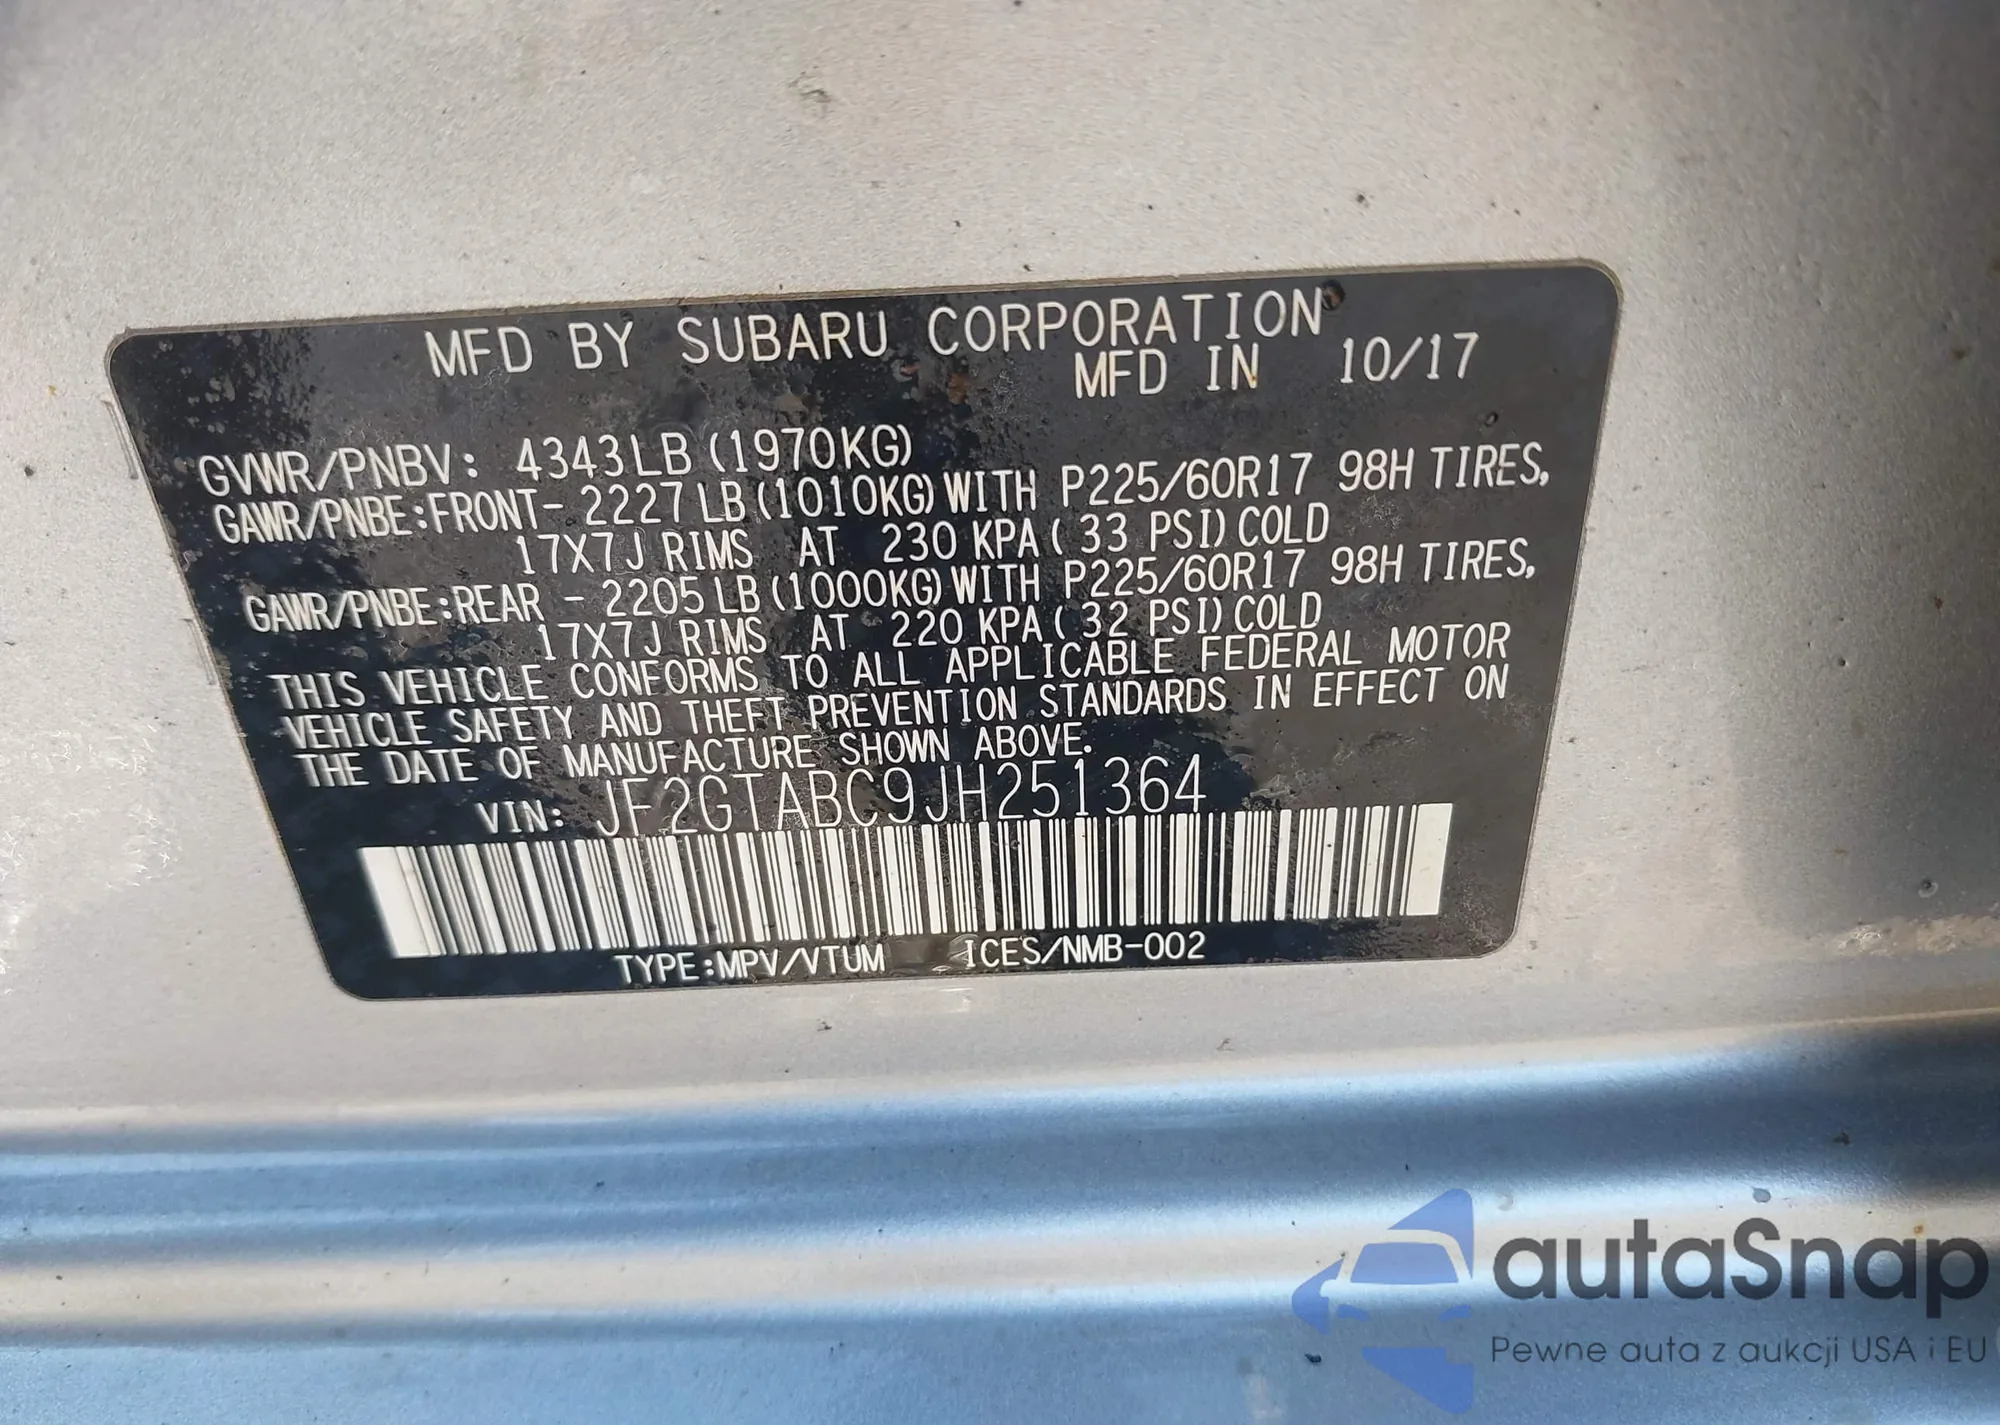 MFD BY SUBARU CORPORATION
MFD IN 10/17
GVWR/PNBV: 4343LB (1970KG)
GAWR/PNBE:FRONT- 2227 LB (1010KG) WITH P225/60R17 98H TIRES,
17X7J RIMS AT 230 KPA ( 33 PSI) COLD
GAWR/PNBE:REAR - 2205 LB (1000KG) WITH P225/60R17 98H TIRES,
17X7J RIMS AT 220 KPA ( 32 PSI) COLD
THIS VEHICLE CONFORMS TO ALL APPLICABLE FEDERAL MOTOR
VEHICLE SAFETY AND THEFT PREVENTION STANDARDS IN EFFECT ON
THE DATE OF MANUFACTURE SHOWN ABOVE.
VIN: JF2GTABC9JH251364
TYPE:MPV/VTUM ICES/NMB-002
autaSnap
Pewne auta z aukcji USA i EU